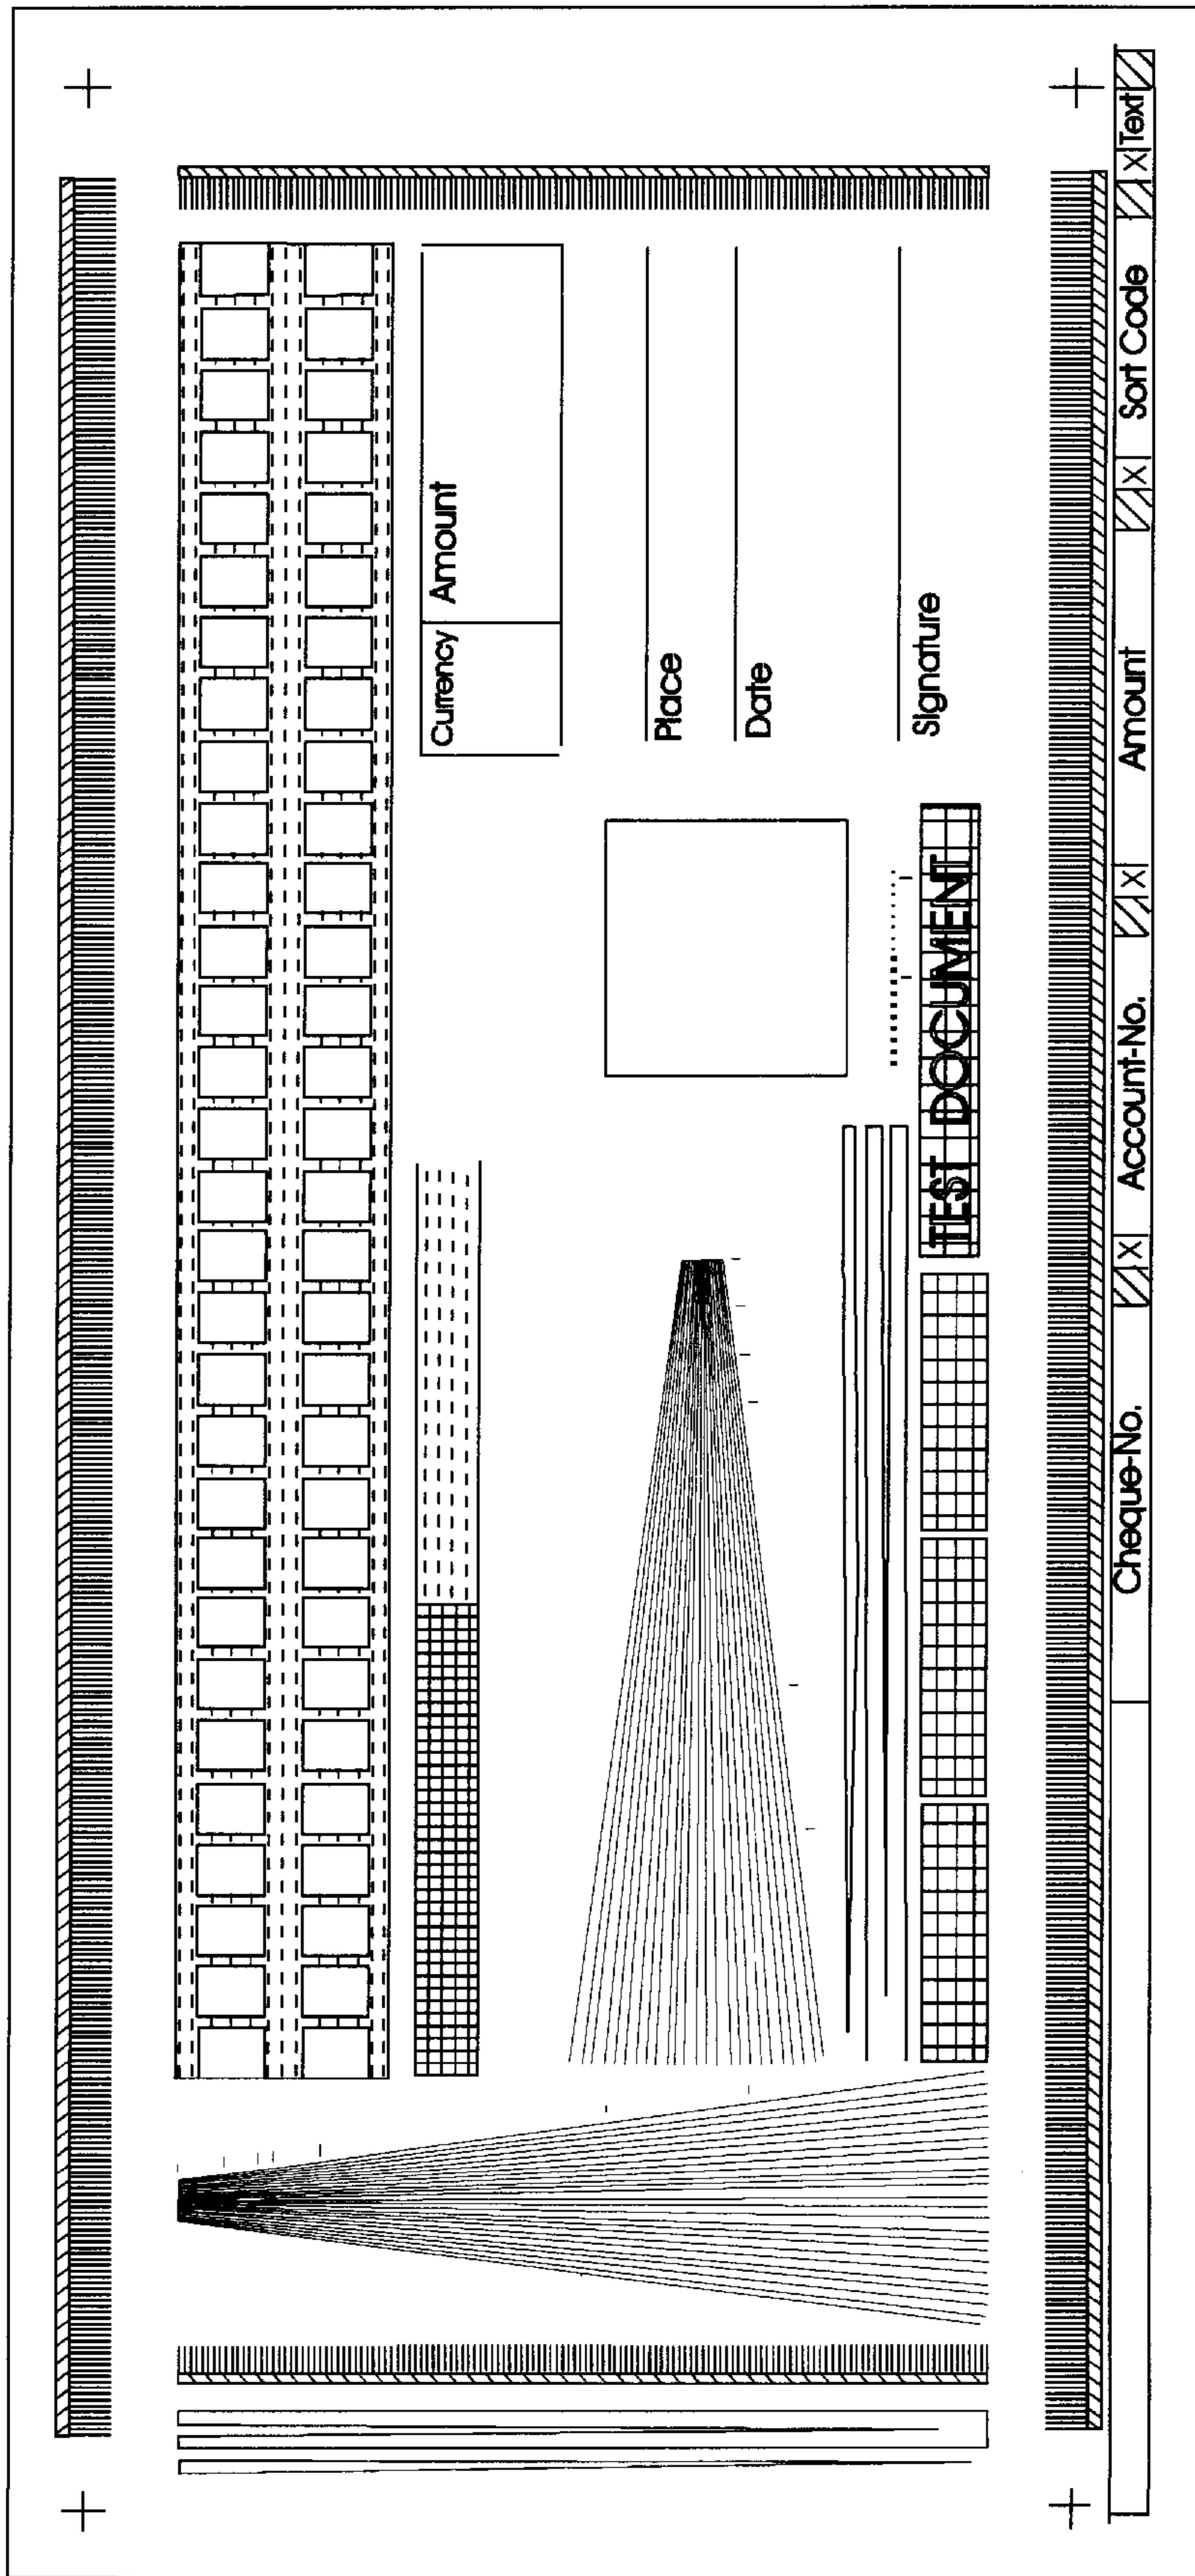 Currency Amount
Place
Date
Signature
TEST DOCUMENT
Cheque-No. X Account-No. X Amount X Sort Code X Text